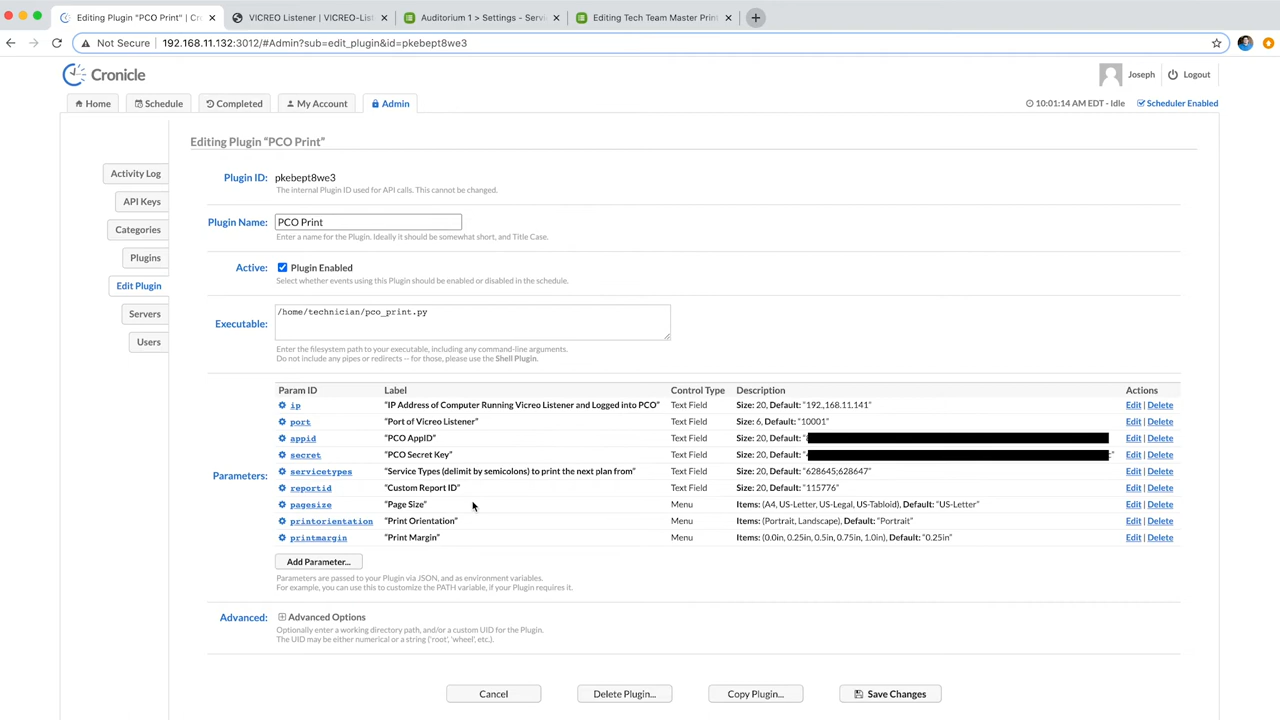 Editing Plugin "PCO Print" | Cr
VICREO Listener | VICREO-List
Auditorium 1 > Settings - Servi
Editing Tech Team Master Prin
Not Secure
192.168.11.132:3012/#Admin?sub=edit_plugin&id=pkebept8we3
Cronicle
Joseph
Logout
Home
Schedule
Completed
My Account
Admin
10:01:14 AM EDT - Idle
Scheduler Enabled
Editing Plugin "PCO Print"
Activity Log
API Keys
Categories
Plugins
Edit Plugin
Servers
Users
Plugin ID: pkebept8we3
The internal Plugin ID used for API calls. This cannot be changed.
Plugin Name: PCO Print
Enter a name for the Plugin. Ideally it should be somewhat short, and Title Case.
Active: Plugin Enabled
Select whether events using this Plugin should be enabled or disabled in the schedule.
Executable: /home/technician/pco_print.py
Enter the filesystem path to your executable, including any command-line arguments.
Do not include any pipes or redirects -- for those, please use the Shell Plugin.
Parameters:
Param ID Label Control Type Description Actions
ip "IP Address of Computer Running Vicreo Listener and Logged into PCO" Text Field Size: 20, Default: "192.,168.11.141" Edit | Delete
port "Port of Vicreo Listener" Text Field Size: 6, Default: "10001" Edit | Delete
appid "PCO AppID" Text Field Size: 20, Default: " Edit | Delete
secret "PCO Secret Key" Text Field Size: 20, Default: " " Edit | Delete
servicetypes "Service Types (delimit by semicolons) to print the next plan from" Text Field Size: 20, Default: "628645;628647" Edit | Delete
reportid "Custom Report ID" Text Field Size: 20, Default: "115776" Edit | Delete
pagesize "Page Size" Menu Items: (A4, US-Letter, US-Legal, US-Tabloid), Default: "US-Letter" Edit | Delete
printorientation "Print Orientation" Menu Items: (Portrait, Landscape), Default: "Portrait" Edit | Delete
printmargin "Print Margin" Menu Items: (0.0in, 0.25in, 0.5in, 0.75in, 1.0in), Default: "0.25in" Edit | Delete
Add Parameter...
Parameters are passed to your Plugin via JSON, and as environment variables.
For example, you can use this to customize the PATH variable, if your Plugin requires it.
Advanced: Advanced Options
Optionally enter a working directory path, and/or a custom UID for the Plugin.
The UID may be either numerical or a string ('root', 'wheel', etc.).
Cancel
Delete Plugin...
Copy Plugin...
Save Changes